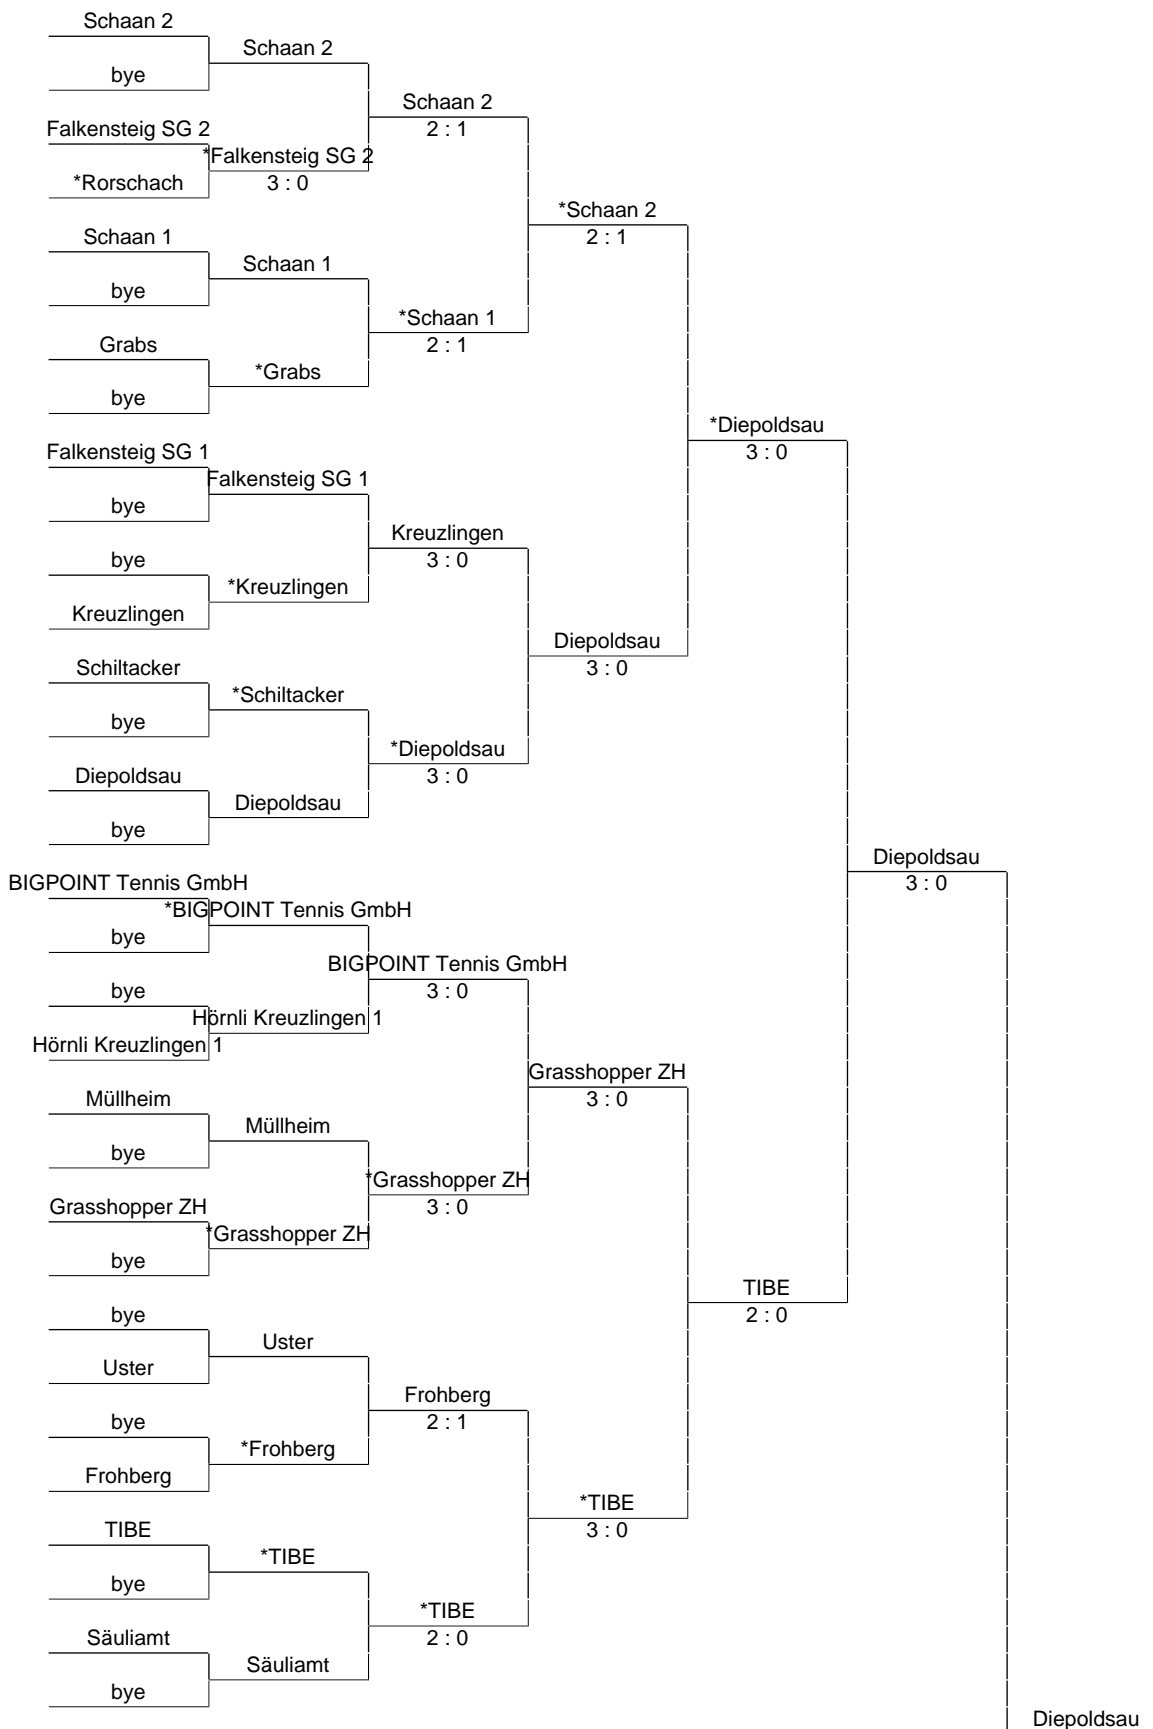 Schaan 2
Schaan 2
bye
Schaan 2
2 : 1
Falkensteig SG 2
*Falkensteig SG 2
3 : 0
*Rorschach
*Schaan 2
2 : 1
Schaan 1
Schaan 1
bye
*Schaan 1
2 : 1
Grabs
*Grabs
bye
*Diepoldsau
3 : 0
Falkensteig SG 1
Falkensteig SG 1
bye
Kreuzlingen
3 : 0
bye
*Kreuzlingen
Kreuzlingen
Diepoldsau
3 : 0
Schiltacker
*Schiltacker
bye
*Diepoldsau
3 : 0
Diepoldsau
Diepoldsau
bye
Diepoldsau
3 : 0
BIGPOINT Tennis GmbH
*BIGPOINT Tennis GmbH
bye
BIGPOINT Tennis GmbH
3 : 0
bye
Hörnli Kreuzlingen 1
Hörnli Kreuzlingen 1
Grasshopper ZH
3 : 0
Müllheim
Müllheim
bye
*Grasshopper ZH
3 : 0
Grasshopper ZH
*Grasshopper ZH
bye
TIBE
2 : 0
bye
Uster
Uster
Frohberg
2 : 1
bye
*Frohberg
Frohberg
*TIBE
3 : 0
TIBE
*TIBE
bye
*TIBE
2 : 0
Säuliamt
Säuliamt
bye
Diepoldsau